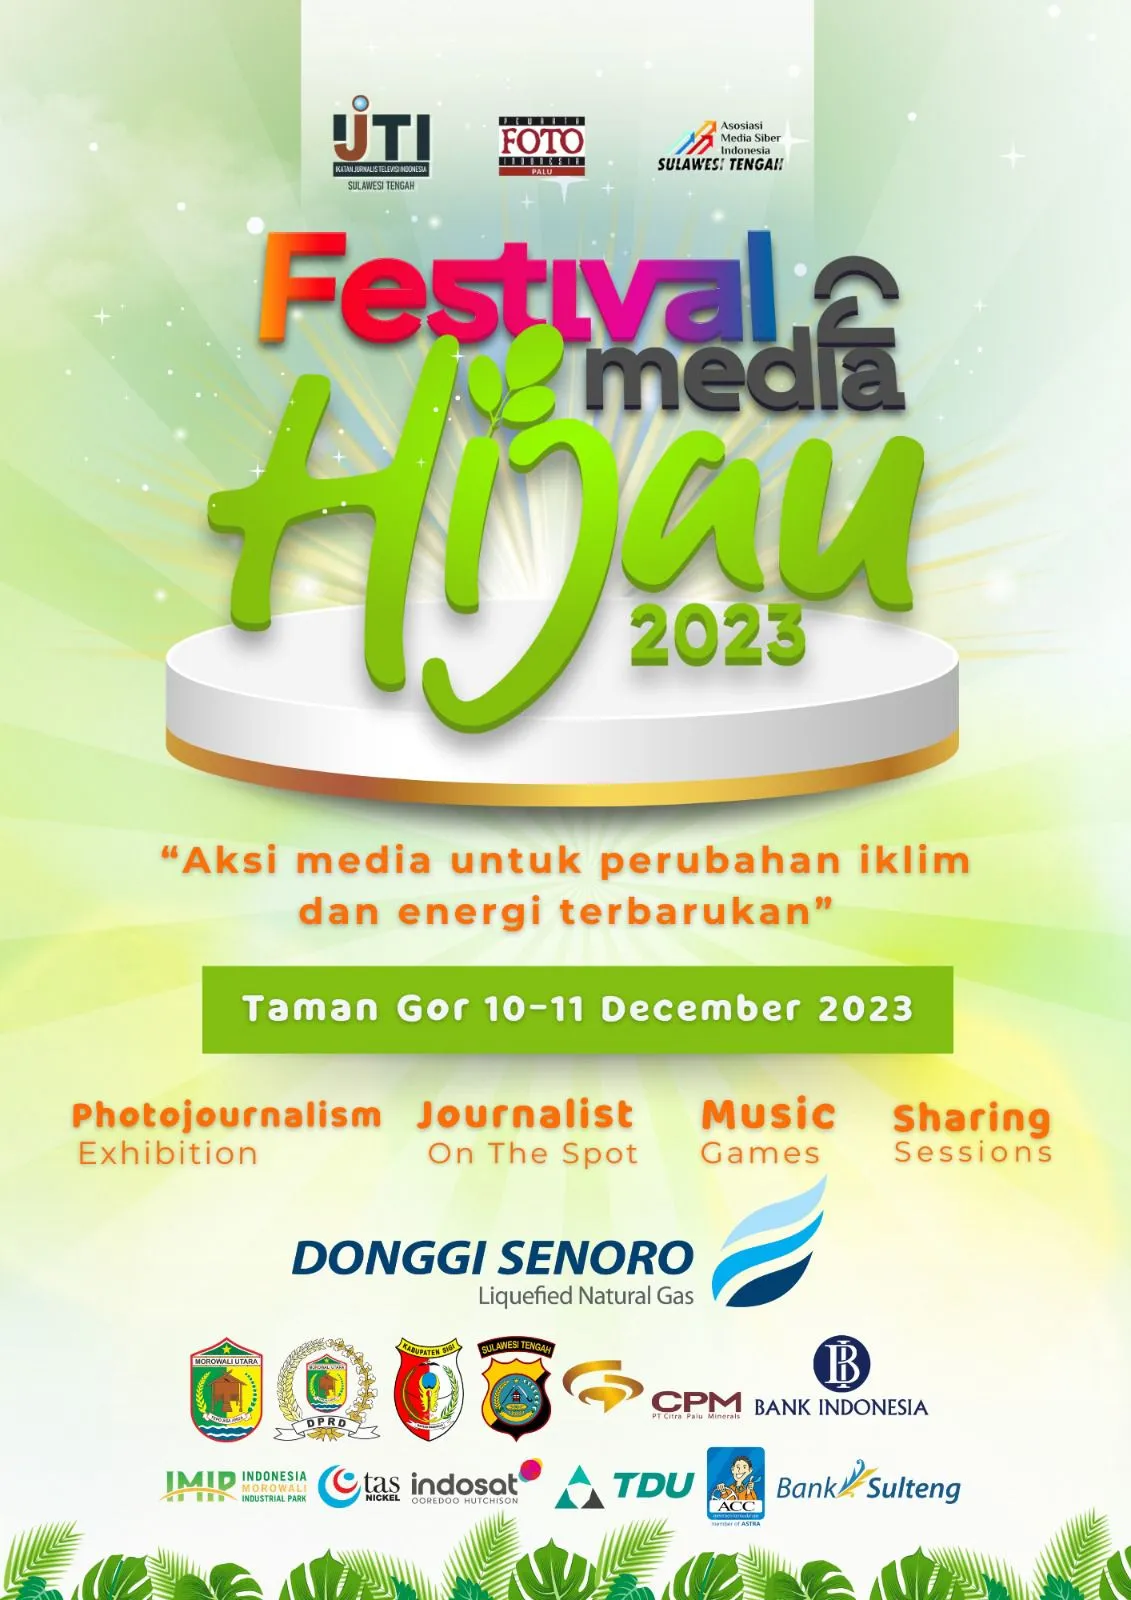 IJTI
IKATAN JURNALIS TELEVISI INDONESIA
SULAWESI TENGAH
PEWARTA
FOTO
INDONESIA
PALU
Asosiasi
Media Siber
Indonesia
SULAWESI TENGAH
Festival
media
Hijau
2023
“Aksi media untuk perubahan iklim
dan energi terbarukan”
Taman Gor 10-11 December 2023
Photojournalism
Exhibition
Journalist
On The Spot
Music
Games
Sharing
Sessions
DONGGI SENORO
Liquefied Natural Gas
MOROWALI UTARA
MOROWALI UTARA
DPRD
KABUPATEN SIGI
SULAWESI TENGAH
CPM
PT Citra Palu Minerals
BANK INDONESIA
IMIP
INDONESIA
MOROWALI
INDUSTRIAL PARK
tas
NICKEL
indosat
OOREDOO HUTCHISON
TDU
ACC
member of ASTRA
Bank Sulteng